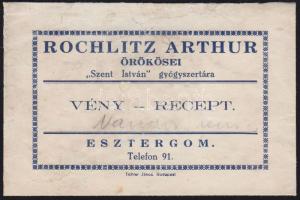 ROCHLITZ ARTHUR
ÖRÖKÖSEI
„Szent István” gyógyszertára
VÉNY -- RECEPT.
ESZTERGOM.
Telefon 91.